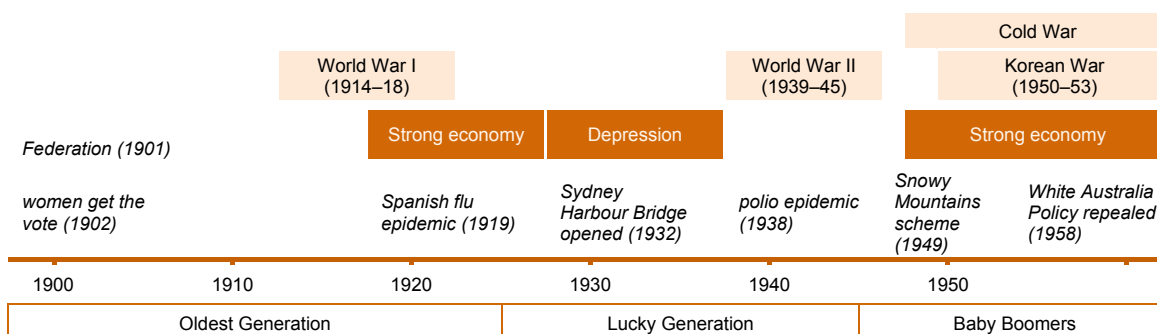 Cold War
World War I
(1914–18)
World War II
(1939–45)
Korean War
(1950–53)
Strong economy
Depression
Strong economy
Federation (1901)
women get the
vote (1902)
Spanish flu
epidemic (1919)
Sydney
Harbour Bridge
opened (1932)
polio epidemic
(1938)
Snowy
Mountains
scheme
(1949)
White Australia
Policy repealed
(1958)
1900
1910
1920
1930
1940
1950
Oldest Generation
Lucky Generation
Baby Boomers